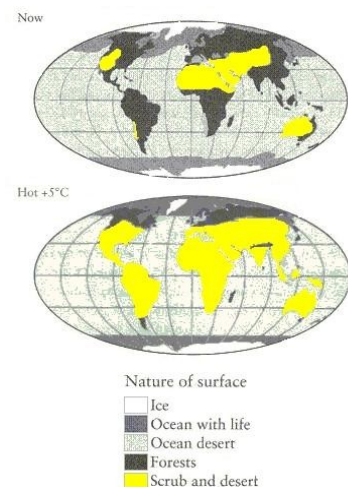 Now
Hot +5°C
Nature of surface
Ice
Ocean with life
Ocean desert
Forests
Scrub and desert